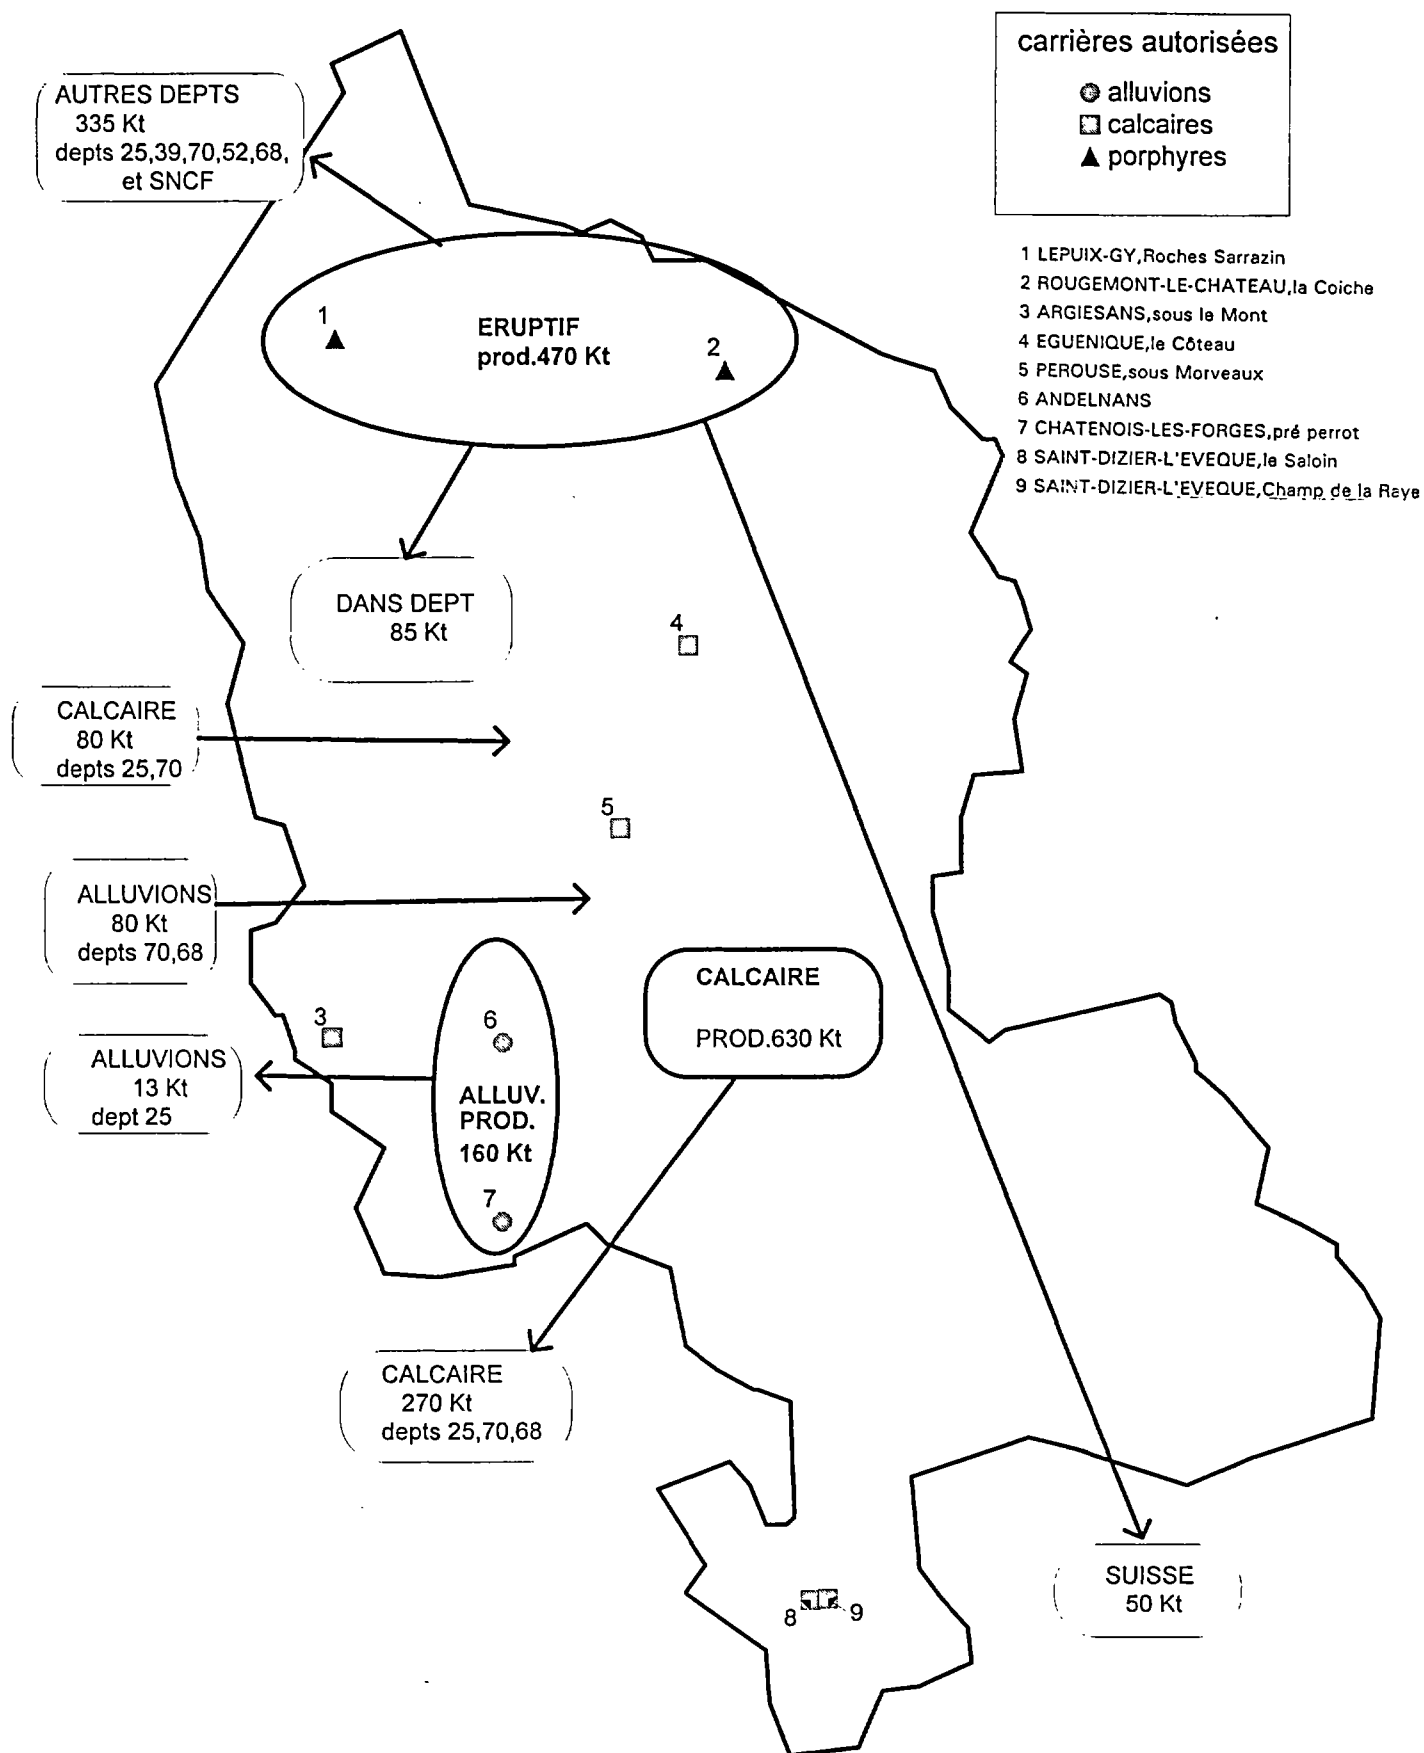 carrières autorisées
alluvions
calcaires
porphyres
AUTRES DEPTS
335 Kt
depts 25,39,70,52,68,
et SNCF
1 LEPUIX-GY,Roches Sarrazin
2 ROUGEMONT-LE-CHATEAU,la Coiche
3 ARGIESANS,sous le Mont
4 EGUENIQUE,le Côteau
5 PEROUSE,sous Morveaux
6 ANDELNANS
7 CHATENOIS-LES-FORGES,pré perrot
8 SAINT-DIZIER-L'EVEQUE,le Saloin
9 SAINT-DIZIER-L'EVEQUE,Champ de la Raye
1
ERUPTIF
prod.470 Kt
2
DANS DEPT
85 Kt
4
CALCAIRE
80 Kt
depts 25,70
5
ALLUVIONS
80 Kt
depts 70,68
CALCAIRE
PROD.630 Kt
3
6
ALLUVIONS
13 Kt
dept 25
ALLUV.
PROD.
160 Kt
7
CALCAIRE
270 Kt
depts 25,70,68
SUISSE
50 Kt
8
9